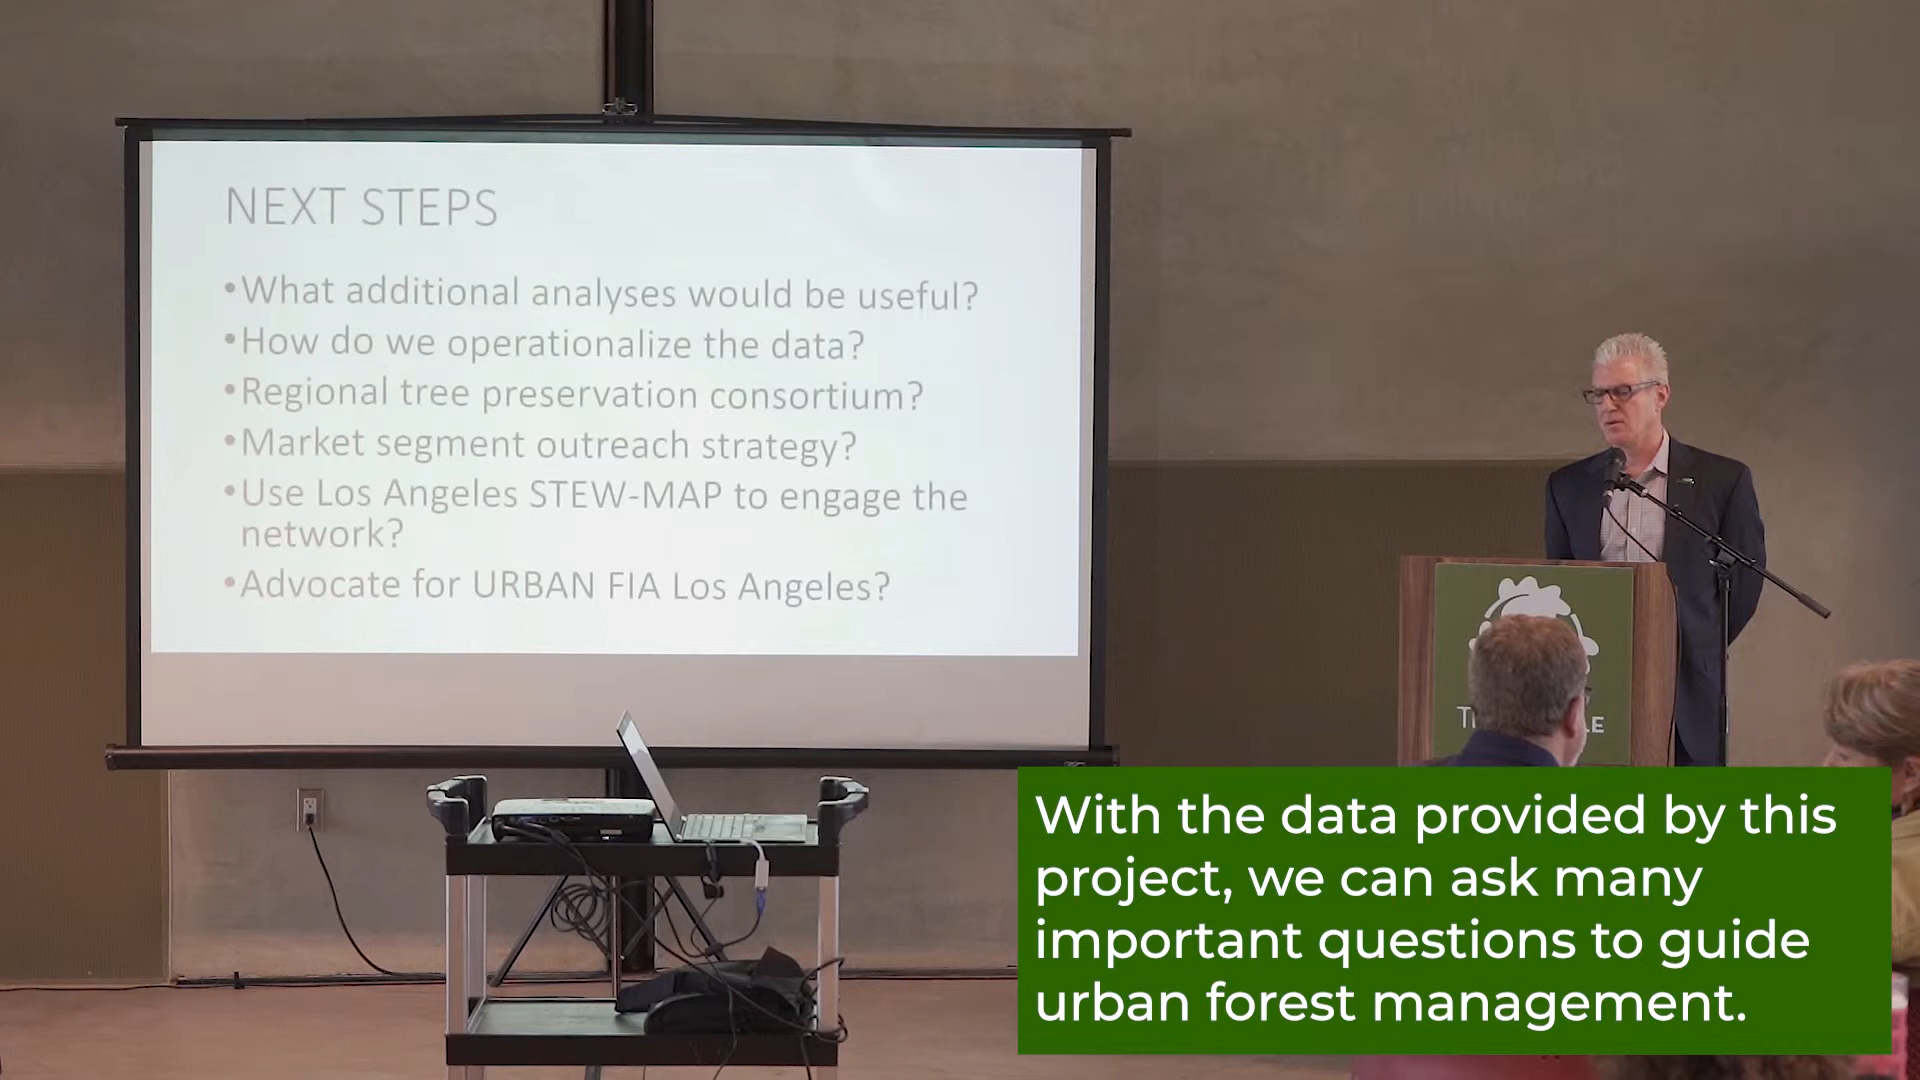 NEXT STEPS
•What additional analyses would be useful?
•How do we operationalize the data?
•Regional tree preservation consortium?
•Market segment outreach strategy?
•Use Los Angeles STEW-MAP to engage the
network?
•Advocate for URBAN FIA Los Angeles?
With the data provided by this
project, we can ask many
important questions to guide
urban forest management.